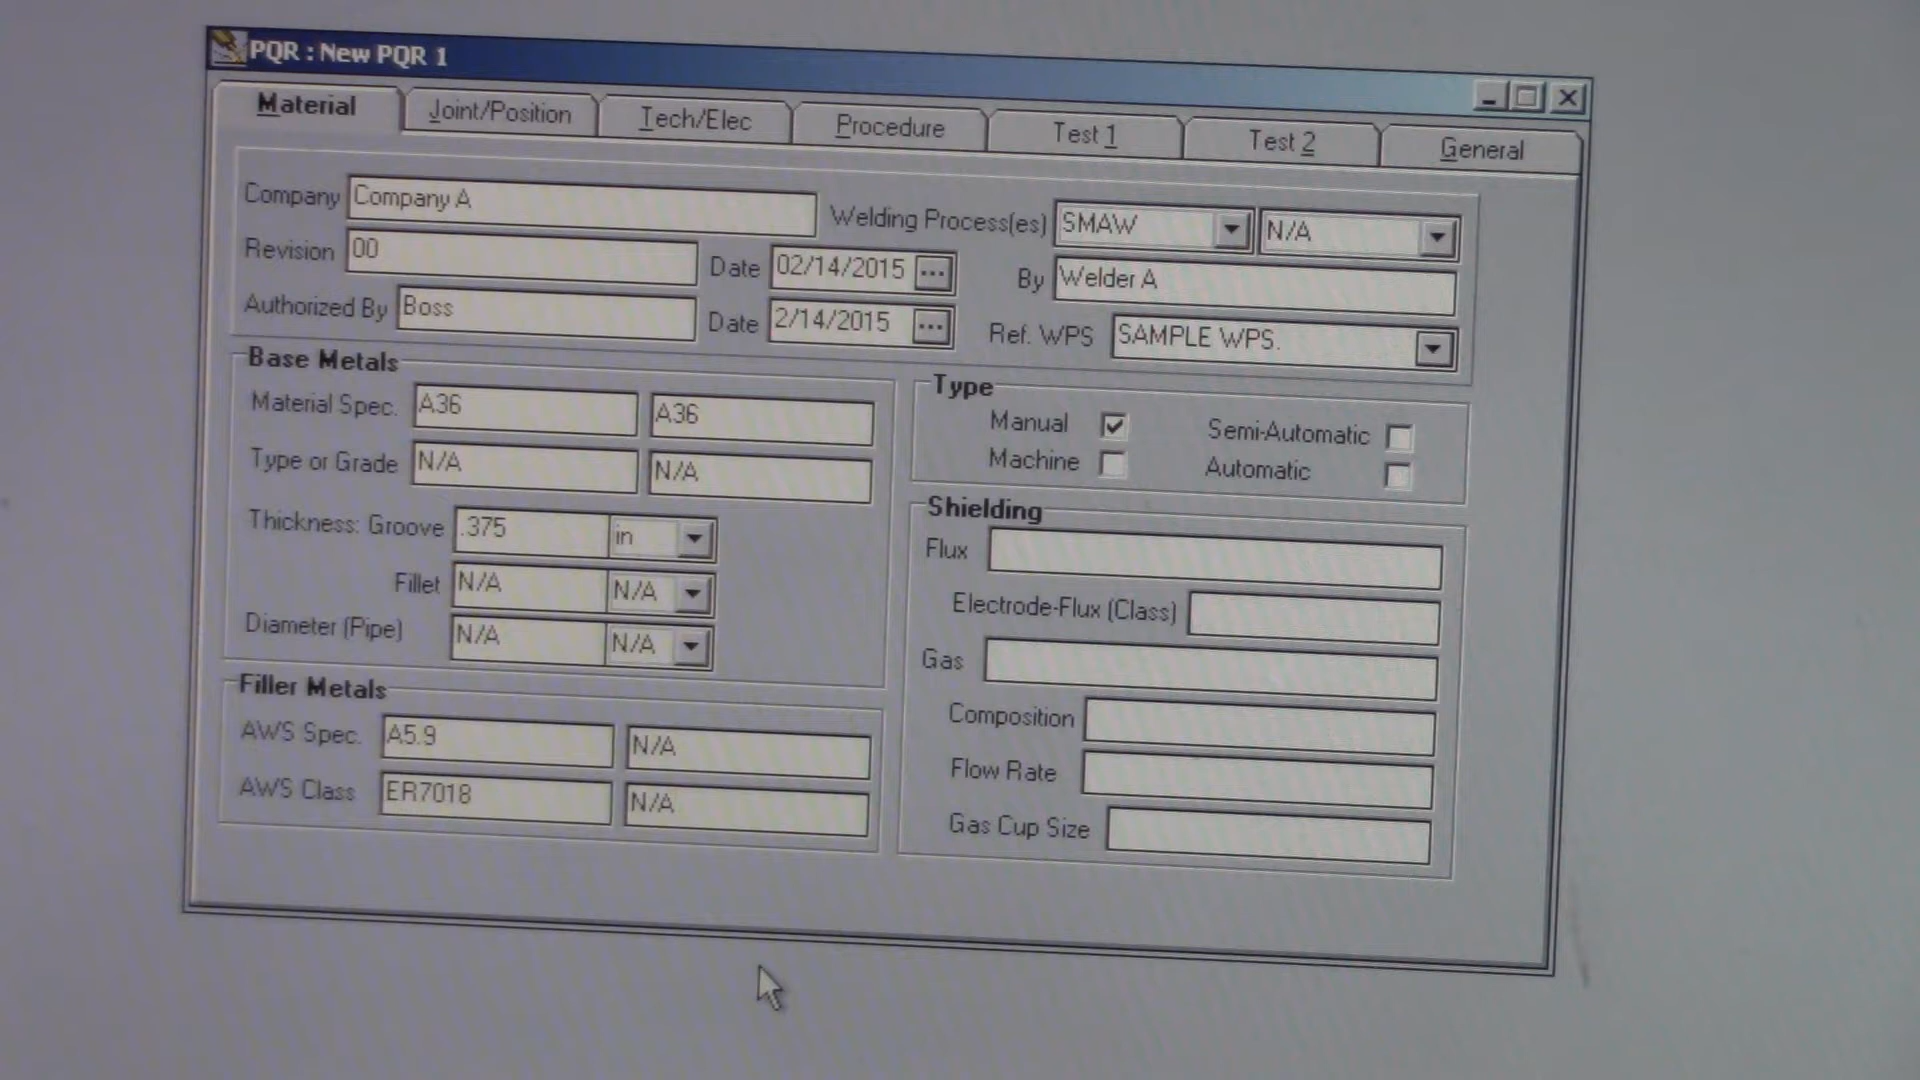 PQR : New PQR 1
Material Joint/Position Tech/Elec Procedure Test 1 Test 2 General
Company Company A Welding Process(es) SMAW N/A
Revision 00 Date 02/14/2015 ... By Welder A
Authorized By Boss Date 2/14/2015 ... Ref. WPS SAMPLE WPS.
Base Metals
Material Spec. A36 A36
Type or Grade N/A N/A
Thickness: Groove .375 in
Fillet N/A N/A
Diameter (Pipe) N/A N/A
Filler Metals
AWS Spec. A5.9 N/A
AWS Class ER7018 N/A
Type
Manual Semi-Automatic
Machine Automatic
Shielding
Flux
Electrode-Flux (Class)
Gas
Composition
Flow Rate
Gas Cup Size